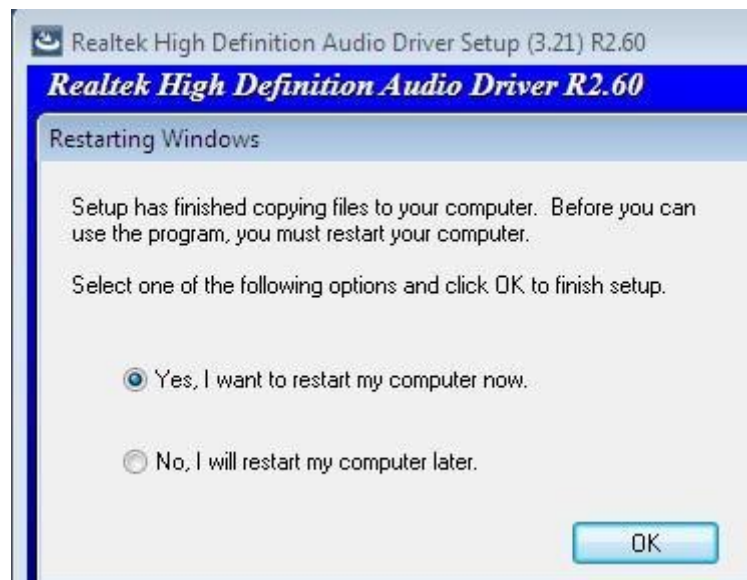 Realtek High Definition Audio Driver Setup (3.21) R2.60
Realtek High Definition Audio Driver R2.60
Restarting Windows
Setup has finished copying files to your computer.  Before you can
use the program, you must restart your computer.
Select one of the following options and click OK to finish setup.
Yes, I want to restart my computer now.
No, I will restart my computer later.
OK